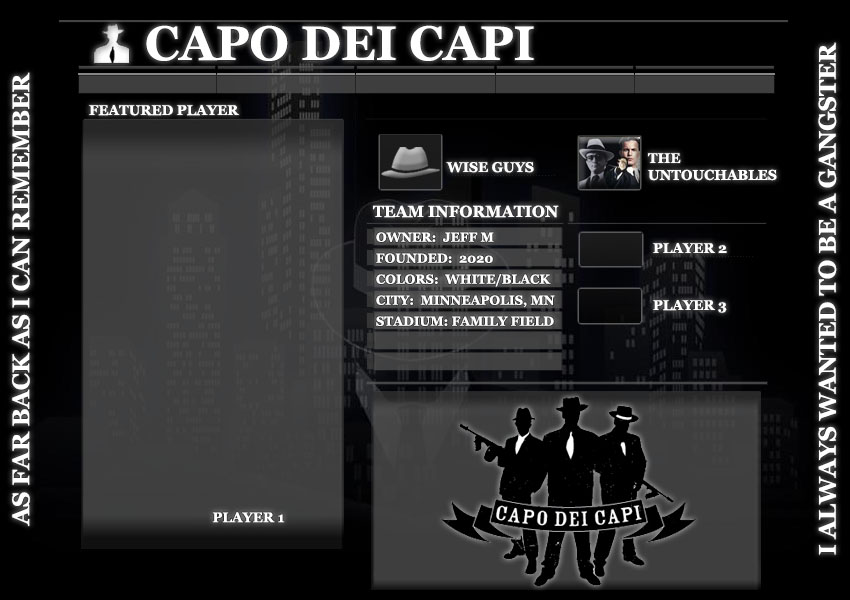 CAPO DEI CAPI
AS FAR BACK AS I CAN REMEMBER
FEATURED PLAYER
PLAYER 1
WISE GUYS
THE
UNTOUCHABLES
TEAM INFORMATION
OWNER: JEFF M
FOUNDED: 2020
COLORS: WHITE/BLACK
CITY: MINNEAPOLIS, MN
STADIUM: FAMILY FIELD
PLAYER 2
PLAYER 3
CAPO DEI CAPI
I ALWAYS WANTED TO BE A GANGSTER